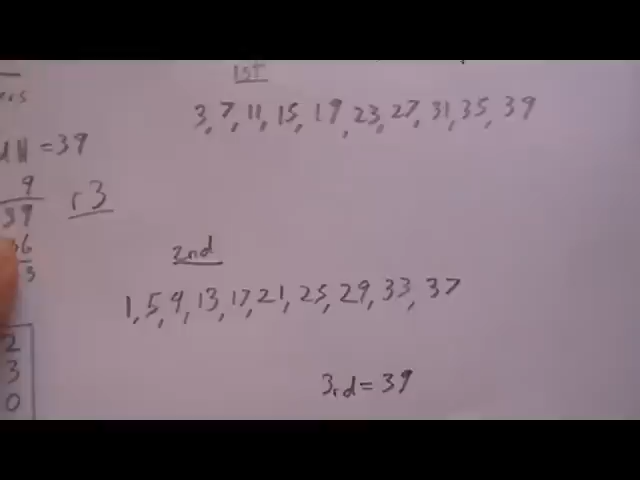 1st
3, 7, 11, 15, 19, 23, 27, 31, 35, 39
=39
9
39 r3
36
3
2nd
1, 5, 9, 13, 17, 21, 25, 29, 33, 37
2
3
0
3rd = 39